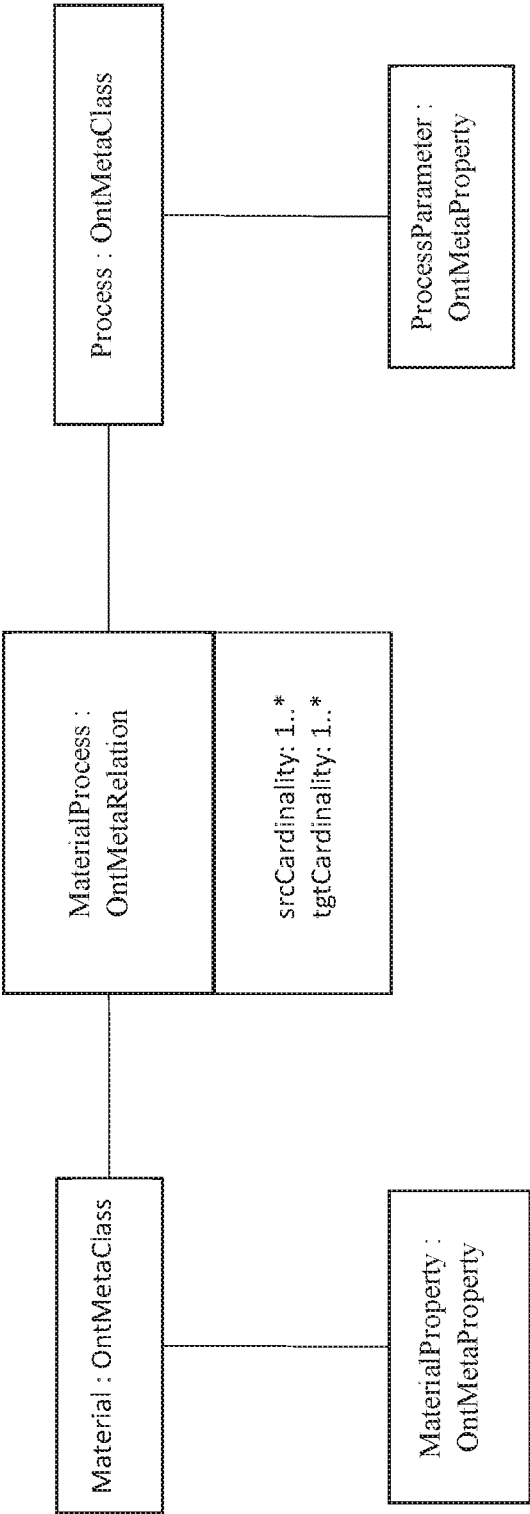 Material : OntMetaClass
MaterialProcess :
OntMetaRelation
srcCardinality: 1..*
tgtCardinality: 1..*
Process : OntMetaClass
MaterialProperty :
OntMetaProperty
ProcessParameter :
OntMetaProperty